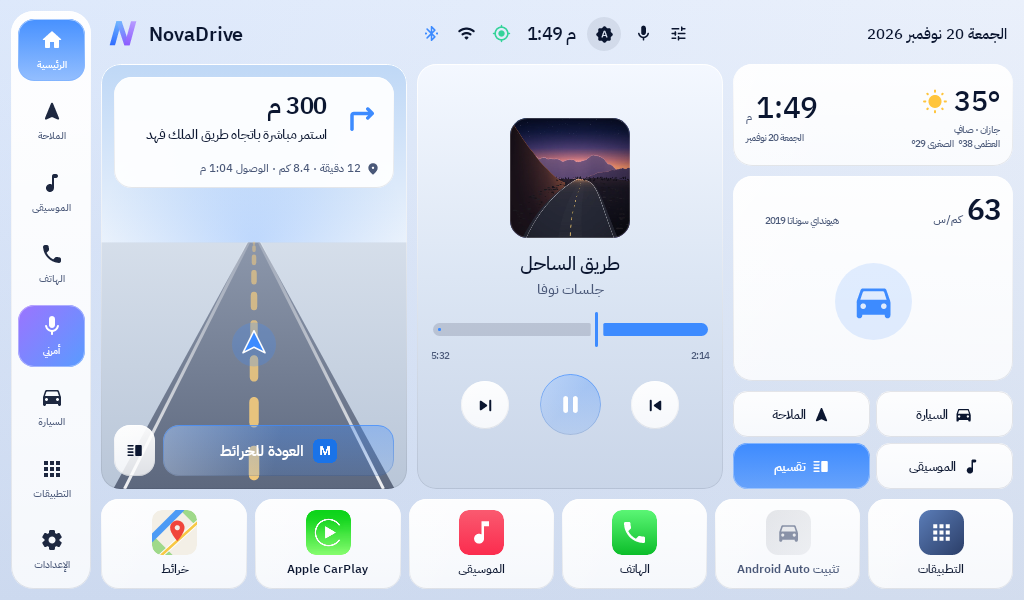 الجمعة 20 نوفمبر 2026
A
1:49 م
NovaDrive
35°
جازان · صافي
العظمى 38° الصغرى 29°
1:49 م
الجمعة 20 نوفمبر
63 كم/س
هيونداي سوناتا 2019
السيارة
الملاحة
الموسيقى
تقسيم
طريق الساحل
جلسات نوفا
2:14
5:32
300 م
استمر مباشرة باتجاه طريق الملك فهد
12 دقيقة · 8.4 كم · الوصول 1:04 م
M
العودة للخرائط
الرئيسية
الملاحة
الموسيقى
الهاتف
أمرني
السيارة
التطبيقات
الإعدادات
التطبيقات
تثبيت Android Auto
الهاتف
الموسيقى
Apple CarPlay
خرائط